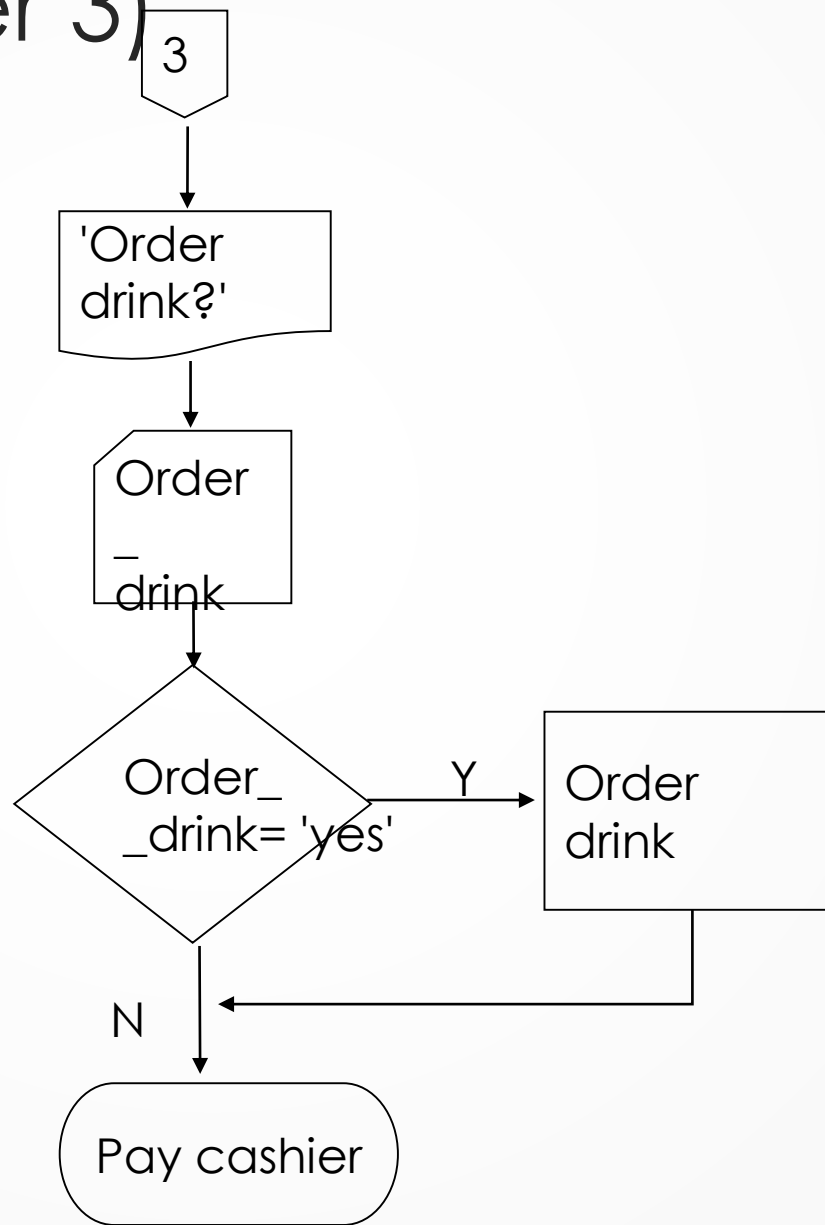 er 3)
3
'Order
drink?'
Order
_
drink
Order_
_drink= 'yes'
Y
Order
drink
N
Pay cashier